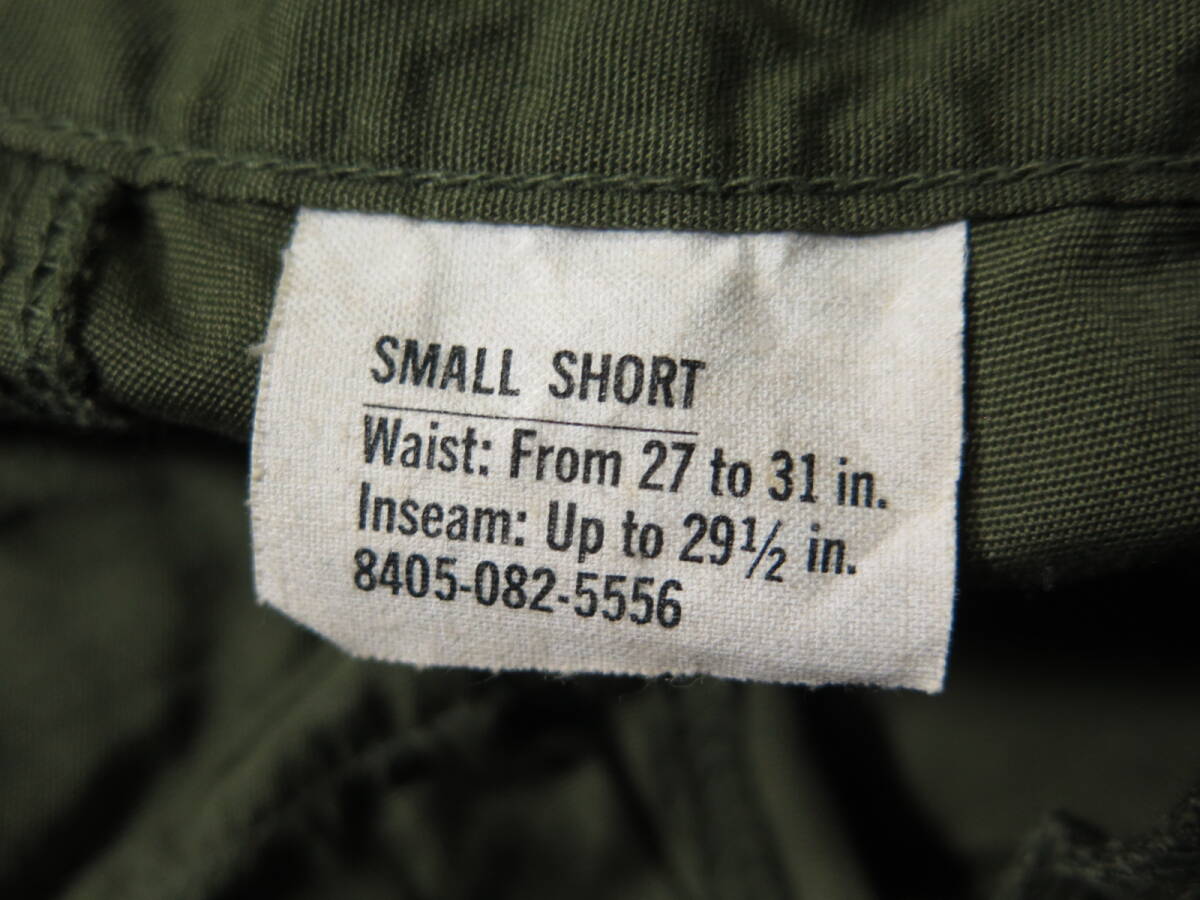 SMALL SHORT
Waist: From 27 to 31 in.
Inseam: Up to 29½ in.
8405-082-5556